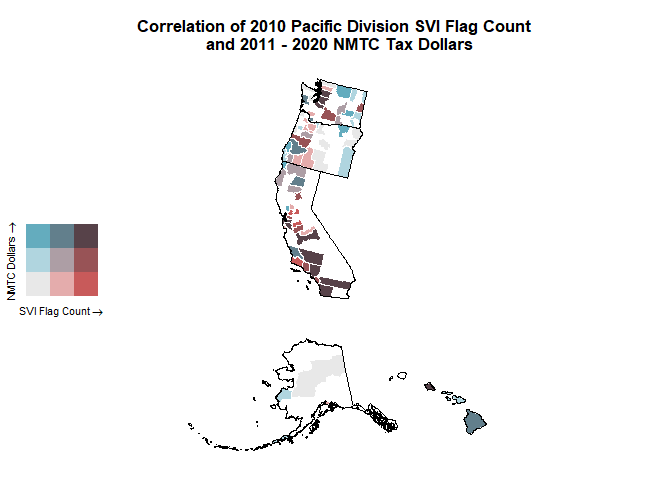 Correlation of 2010 Pacific Division SVI Flag Count
and 2011 - 2020 NMTC Tax Dollars
NMTC Dollars →
SVI Flag Count →